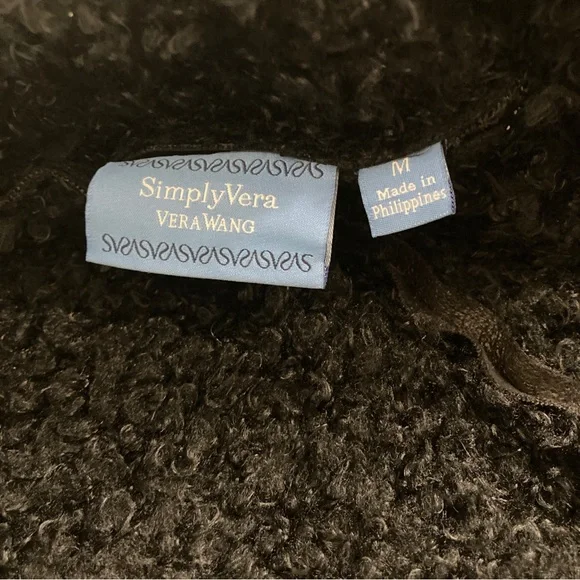 SimplyVera
VERA WANG
M
Made in
Philippines